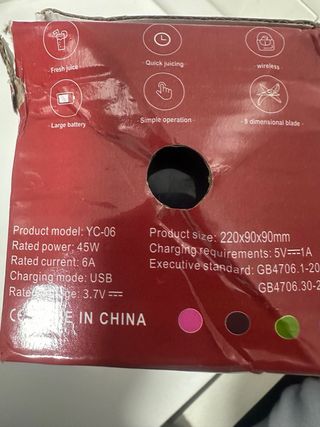 Fresh juice
- Quick juicing -
wireless
- Large battery
Simple operation -
- 3 dimensional blade -
Product model: YC-06
Rated power: 45W
Rated current: 6A
Charging mode: USB
3.7V⎓
Product size: 220x90x90mm
Charging requirements: 5V⎓1A
Executive standard: GB4706.1-20
GB4706.30-2
IN CHINA